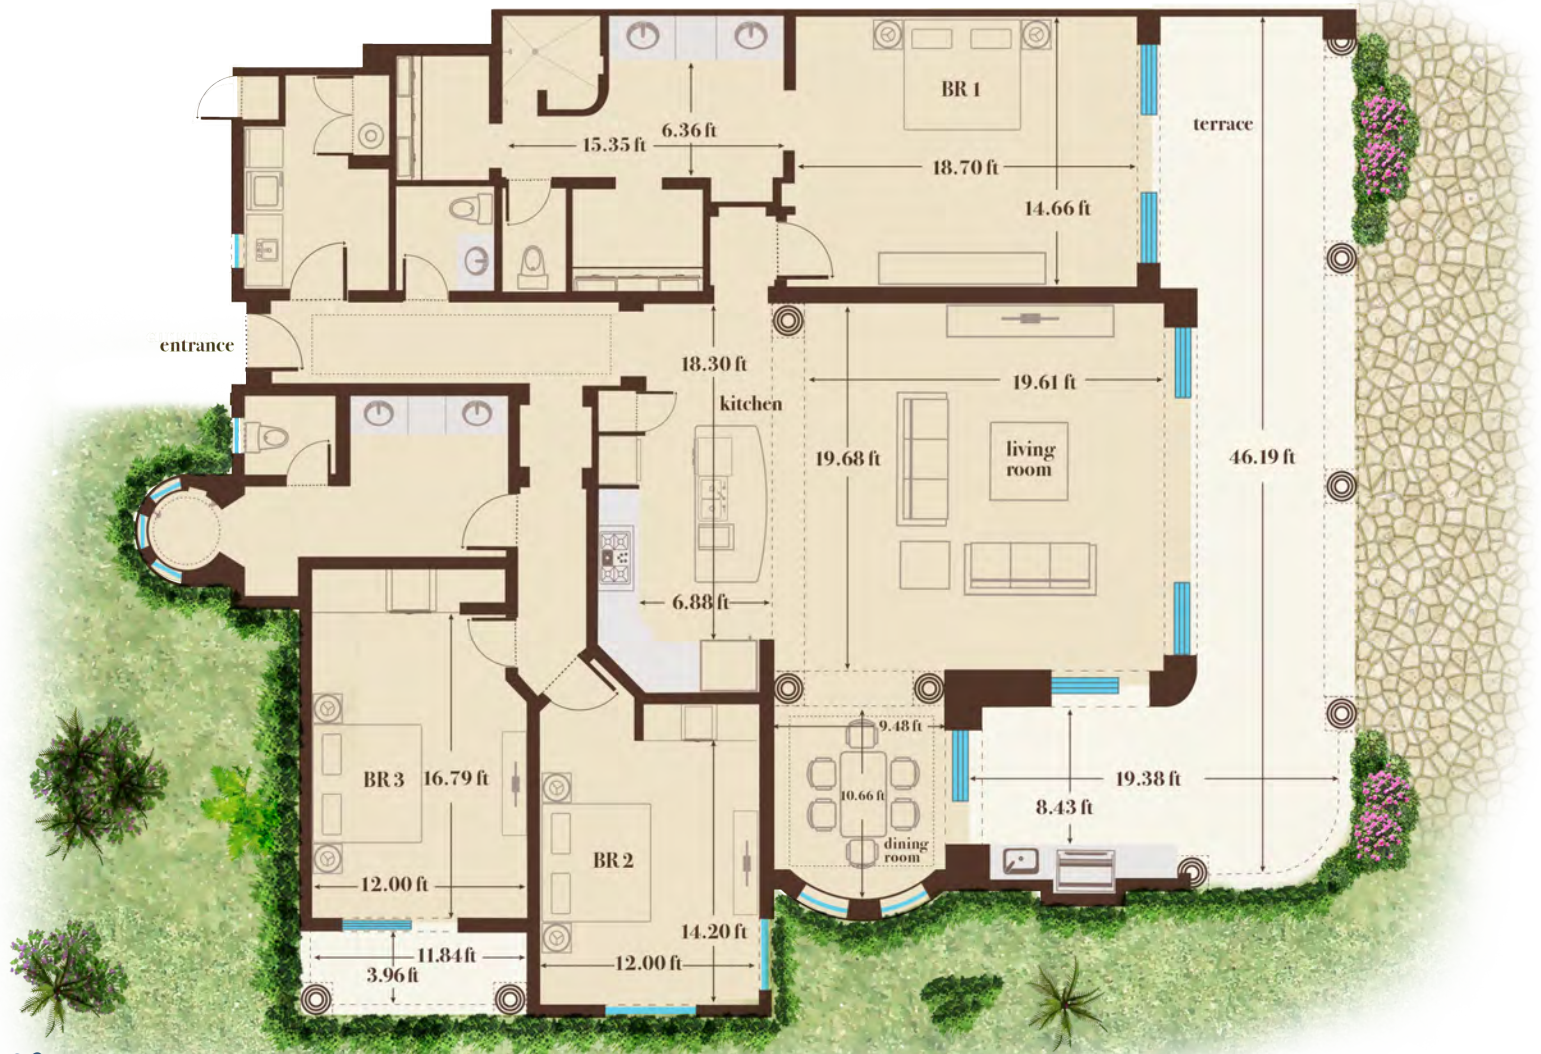 BR 1
terrace
6.36 ft
15.35 ft
18.70 ft
14.66 ft
entrance
18.30 ft
19.61 ft
kitchen
living
room
19.68 ft
46.19 ft
6.88 ft
9.48 ft
BR 3
16.79 ft
19.38 ft
10.66 ft
8.43 ft
dining
room
BR 2
12.00 ft
14.20 ft
11.84 ft
12.00 ft
3.96 ft